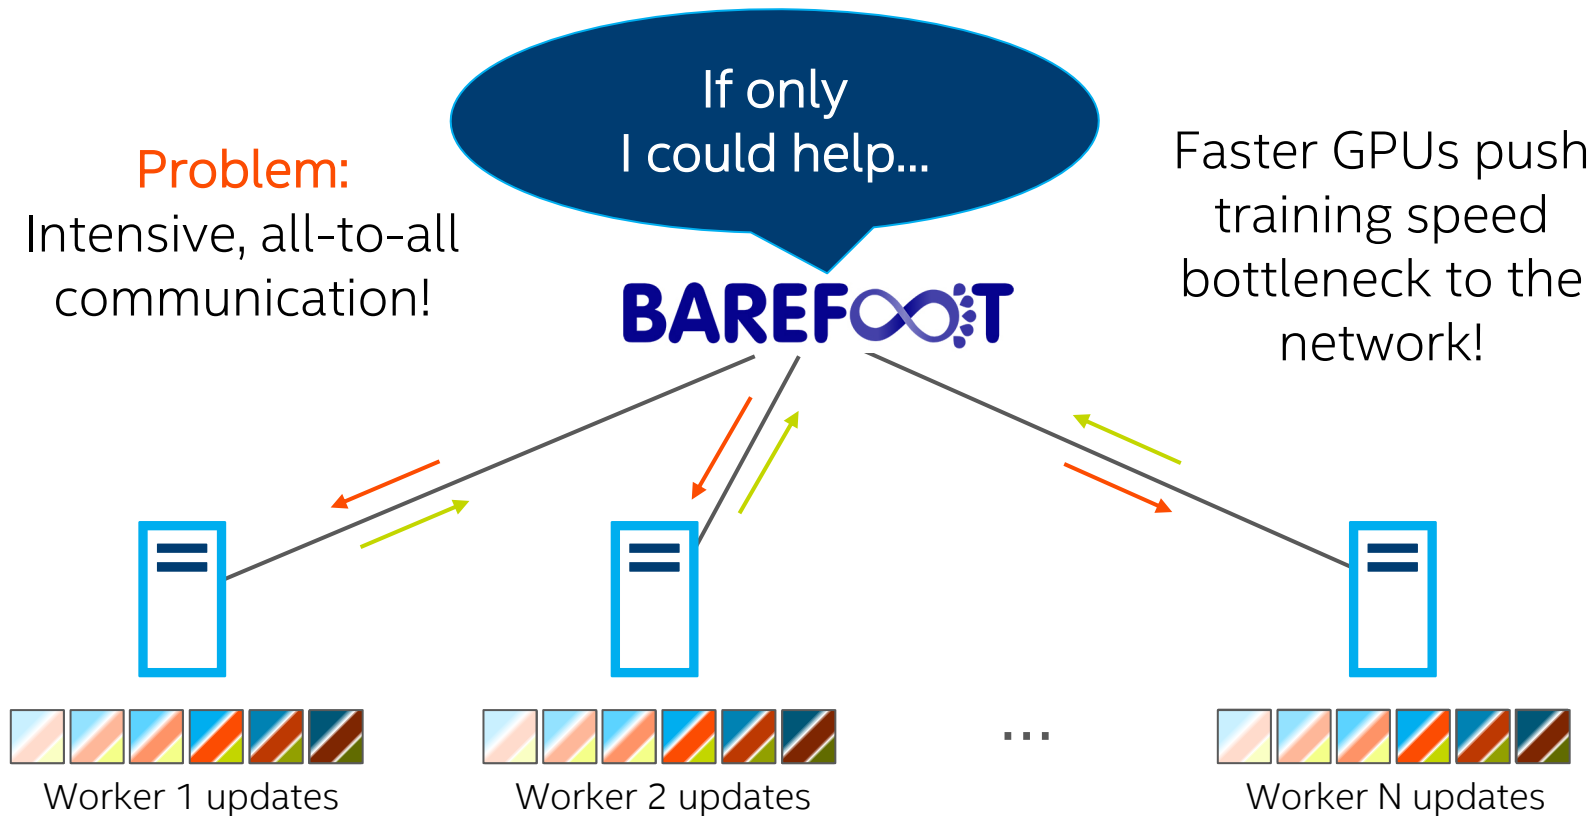 If only
I could help...
Problem:
Intensive, all-to-all
communication!
Faster GPUs push
training speed
bottleneck to the
network!
BAREFOOT
...
Worker 1 updates
Worker 2 updates
Worker N updates